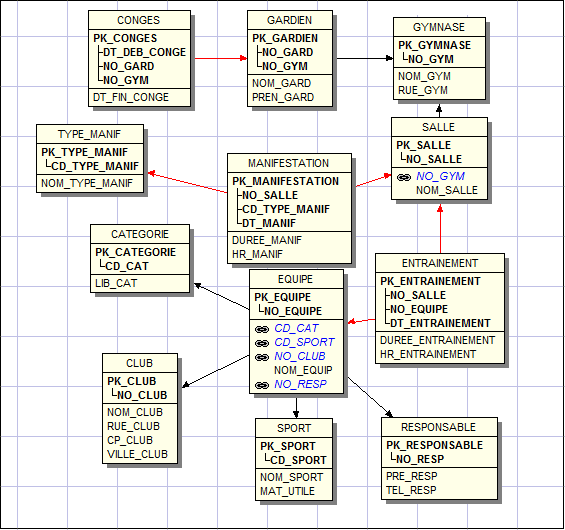 CONGES
PK_CONGES
DT_DEB_CONGE
NO_GARD
NO_GYM
DT_FIN_CONGE
GARDIEN
PK_GARDIEN
NO_GARD
NO_GYM
NOM_GARD
PREN_GARD
GYMNASE
PK_GYMNASE
NO_GYM
NOM_GYM
RUE_GYM
TYPE_MANIF
PK_TYPE_MANIF
CD_TYPE_MANIF
NOM_TYPE_MANIF
MANIFESTATION
PK_MANIFESTATION
NO_SALLE
CD_TYPE_MANIF
DT_MANIF
DUREE_MANIF
HR_MANIF
SALLE
PK_SALLE
NO_SALLE
NO_GYM
NOM_SALLE
CATEGORIE
PK_CATEGORIE
CD_CAT
LIB_CAT
EQUIPE
PK_EQUIPE
NO_EQUIPE
CD_CAT
CD_SPORT
NO_CLUB
NOM_EQUIP
NO_RESP
ENTRAINEMENT
PK_ENTRAINEMENT
NO_SALLE
NO_EQUIPE
DT_ENTRAINEMENT
DUREE_ENTRAINEMENT
HR_ENTRAINEMENT
CLUB
PK_CLUB
NO_CLUB
NOM_CLUB
RUE_CLUB
CP_CLUB
VILLE_CLUB
SPORT
PK_SPORT
CD_SPORT
NOM_SPORT
MAT_UTILE
RESPONSABLE
PK_RESPONSABLE
NO_RESP
PRE_RESP
TEL_RESP